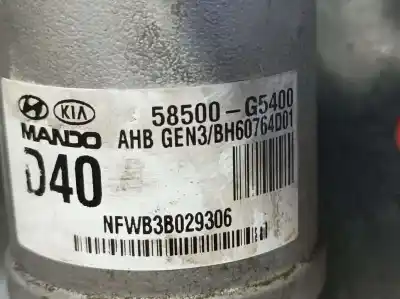 58500-G5400
KIA
MANDO AHB GEN3/BH60764D01
D40
NFWB3B029306